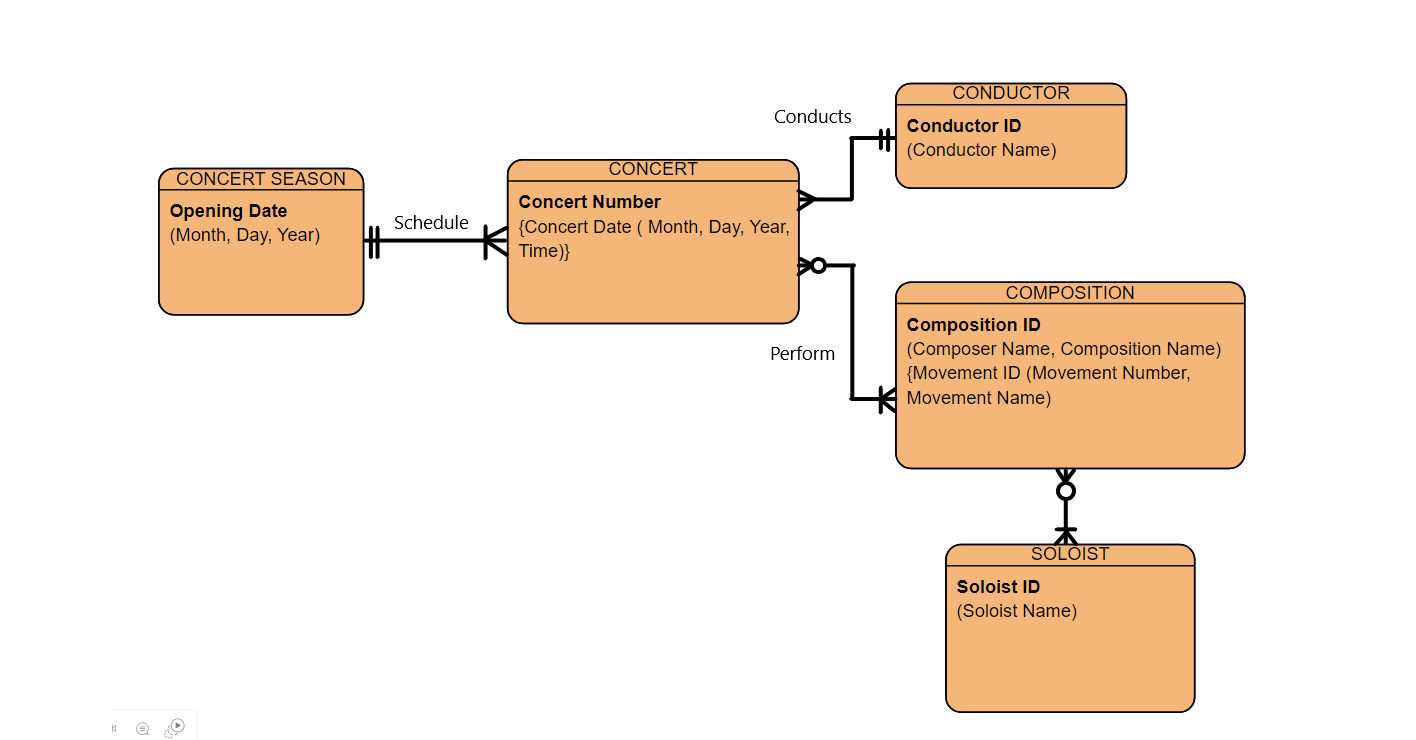 CONCERT SEASON
Opening Date
(Month, Day, Year)
Schedule
CONCERT
Concert Number
{Concert Date ( Month, Day, Year,
Time)}
Conducts
CONDUCTOR
Conductor ID
(Conductor Name)
Perform
COMPOSITION
Composition ID
(Composer Name, Composition Name)
{Movement ID (Movement Number,
Movement Name)
SOLOIST
Soloist ID
(Soloist Name)